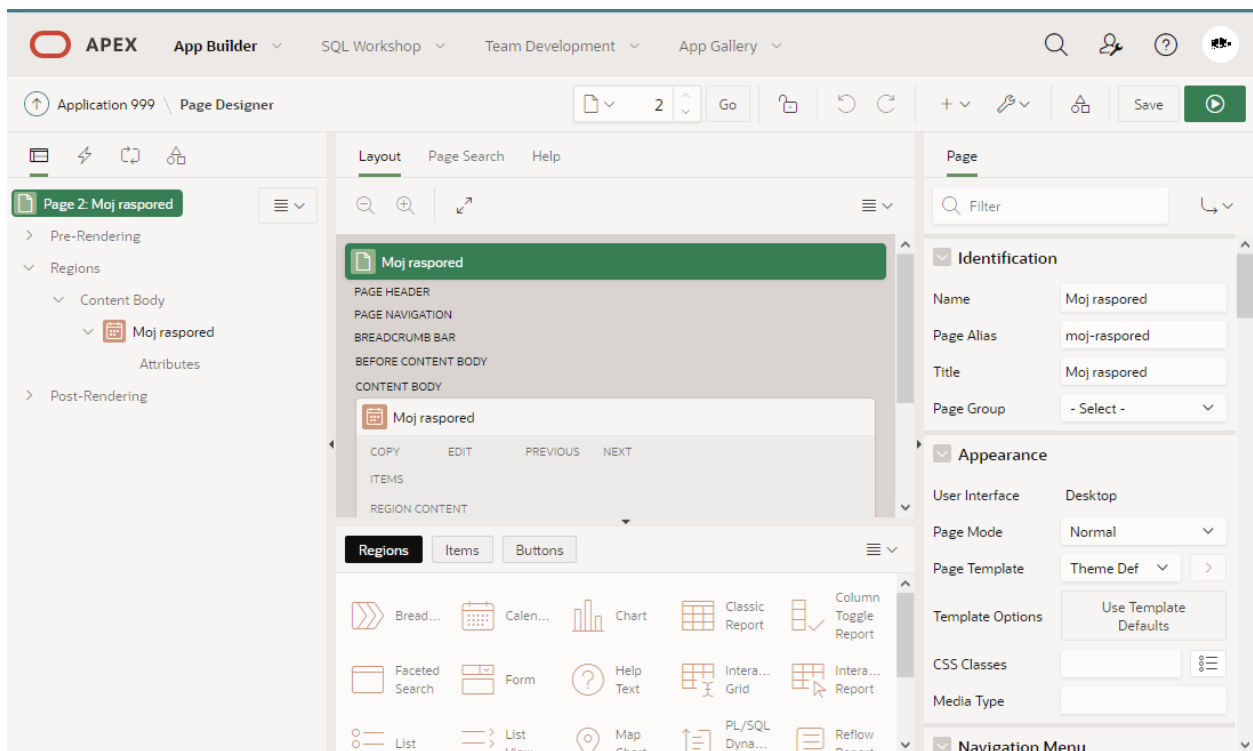 APEX App Builder SQL Workshop Team Development App Gallery
Application 999 \ Page Designer 2 Go Save
Layout Page Search Help
Page
Page 2: Moj raspored
Pre-Rendering
Regions
Content Body
Moj raspored
Attributes
Post-Rendering
Moj raspored
PAGE HEADER
PAGE NAVIGATION
BREADCRUMB BAR
BEFORE CONTENT BODY
CONTENT BODY
Moj raspored
COPY EDIT PREVIOUS NEXT
ITEMS
REGION CONTENT
Regions Items Buttons
Bread...
Calen...
Chart
Classic
Report
Column
Toggle
Report
Faceted
Search
Form
Help
Text
Intera...
Grid
Intera...
Report
List
List
Map
PL/SQL
Dyna...
Reflow
Filter
Identification
Name Moj raspored
Page Alias moj-raspored
Title Moj raspored
Page Group - Select -
Appearance
User Interface Desktop
Page Mode Normal
Page Template Theme Def
Template Options Use Template
Defaults
CSS Classes
Media Type
Navigation Menu